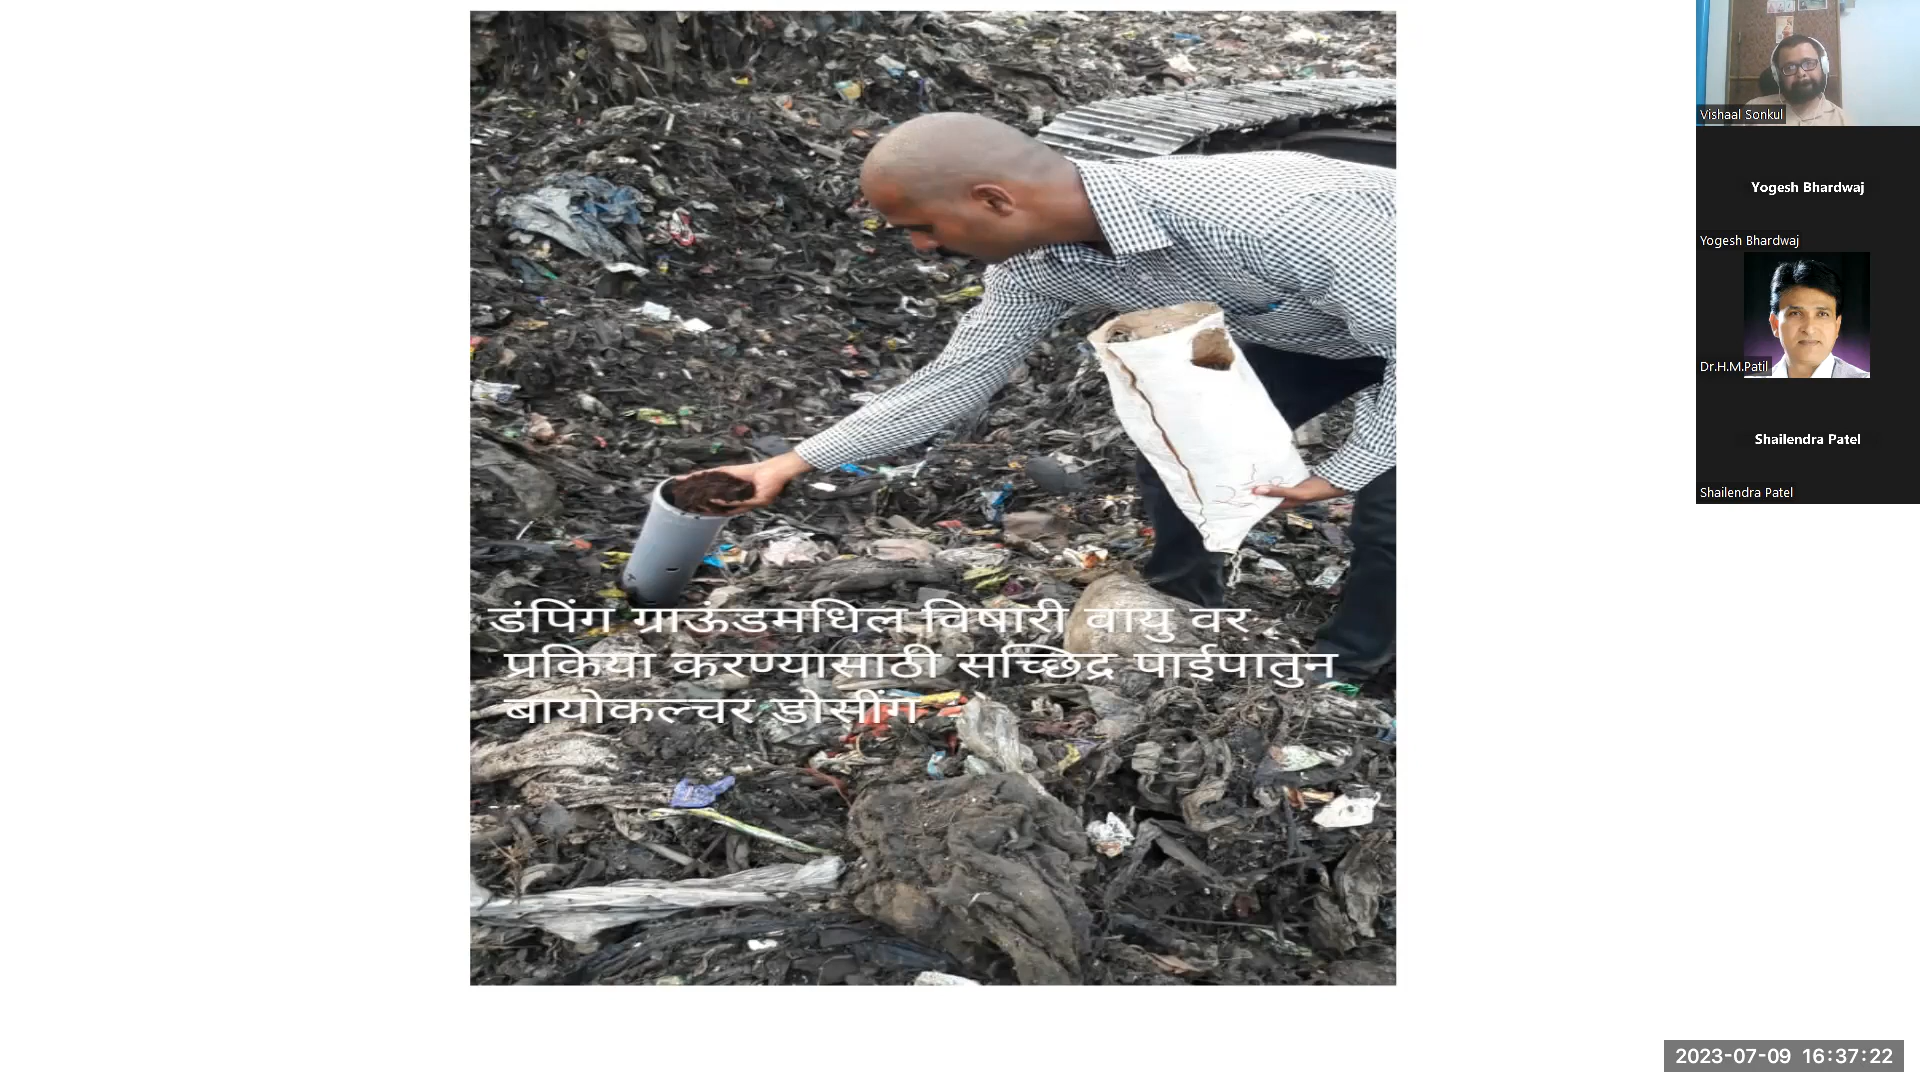 डंपिंग ग्राऊंडमधिल विषारी वायु वर
प्रकिया करण्यासाठी सच्छिद्र पाईपातुन
बायोकल्चर डोसींग -
Vishaal Sonkul
Yogesh Bhardwaj
Yogesh Bhardwaj
Dr.H.M.Patil
Shailendra Patel
Shailendra Patel
2023-07-09 16:37:22